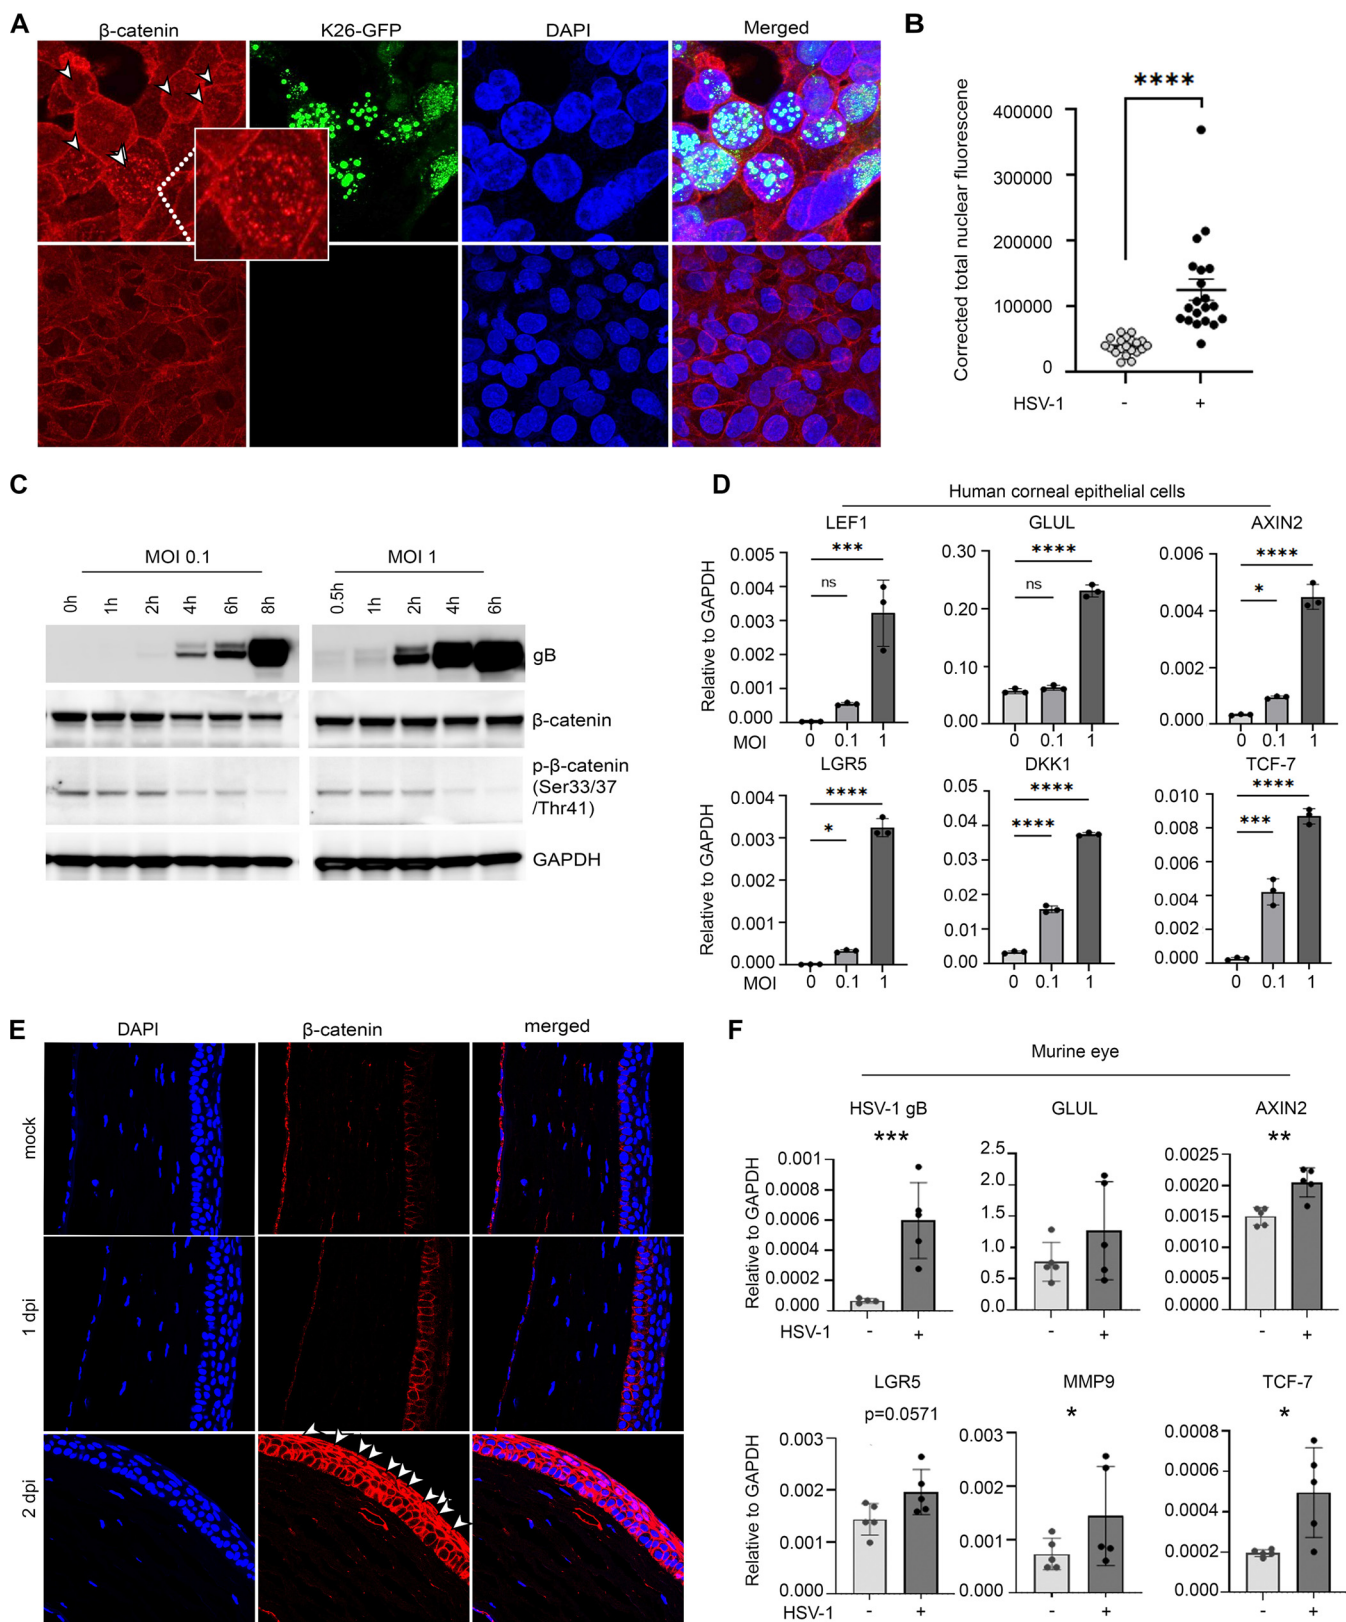 A
β-catenin
K26-GFP
DAPI
Merged
B
****
Corrected total nuclear fluorescene
400000
300000
200000
100000
0
HSV-1
-
+
C
MOI 0.1
MOI 1
0h
1h
2h
4h
6h
8h
0.5h
1h
2h
4h
6h
gB
β-catenin
p-β-catenin
(Ser33/37
/Thr41)
GAPDH
D
Human corneal epithelial cells
LEF1
Relative to GAPDH
0.005
0.004
0.003
0.002
0.001
0.000
***
ns
MOI
0
0.1
1
GLUL
0.30
0.20
0.10
0.00
****
ns
0
0.1
1
AXIN2
0.006
0.004
0.002
0.000
****
*
0
0.1
1
LGR5
Relative to GAPDH
0.004
0.003
0.002
0.001
0.000
****
*
MOI
0
0.1
1
DKK1
0.05
0.04
0.03
0.02
0.01
0.00
****
****
0
0.1
1
TCF-7
0.010
0.008
0.006
0.004
0.002
0.000
****
***
0
0.1
1
E
DAPI
β-catenin
merged
mock
1 dpi
2 dpi
F
Murine eye
HSV-1 gB
***
Relative to GAPDH
0.001
0.0008
0.0006
0.0004
0.0002
0.000
HSV-1
-
+
GLUL
2.5
2.0
1.5
1.0
0.5
0.0
-
+
AXIN2
**
0.0025
0.0020
0.0015
0.0010
0.0005
0.0000
-
+
LGR5
p=0.0571
Relative to GAPDH
0.003
0.002
0.001
0.000
HSV-1
-
+
MMP9
*
0.003
0.002
0.001
0.000
-
+
TCF-7
*
0.0008
0.0006
0.0004
0.0002
0.000
-
+